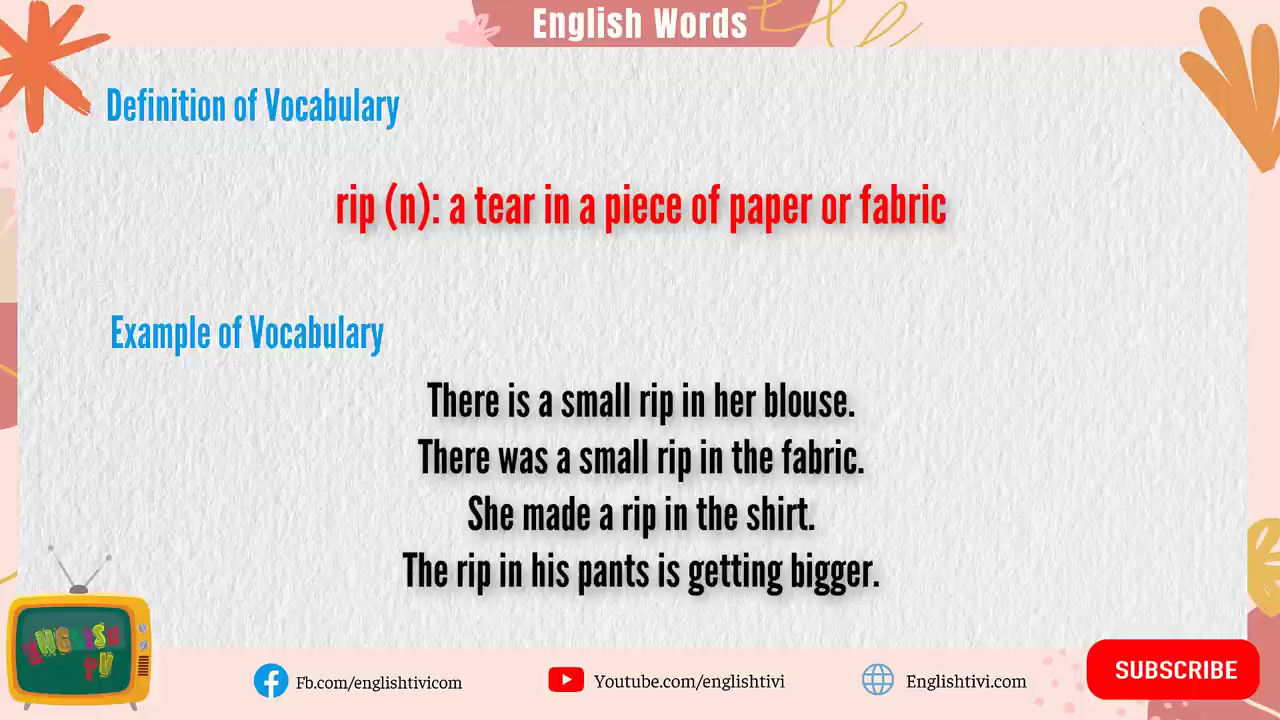 English Words
Definition of Vocabulary
rip (n): a tear in a piece of paper or fabric
Example of Vocabulary
There is a small rip in her blouse.
There was a small rip in the fabric.
She made a rip in the shirt.
The rip in his pants is getting bigger.
ENGLISH
TV
Fb.com/englishtivicom
Youtube.com/englishtivi
Englishtivi.com
SUBSCRIBE